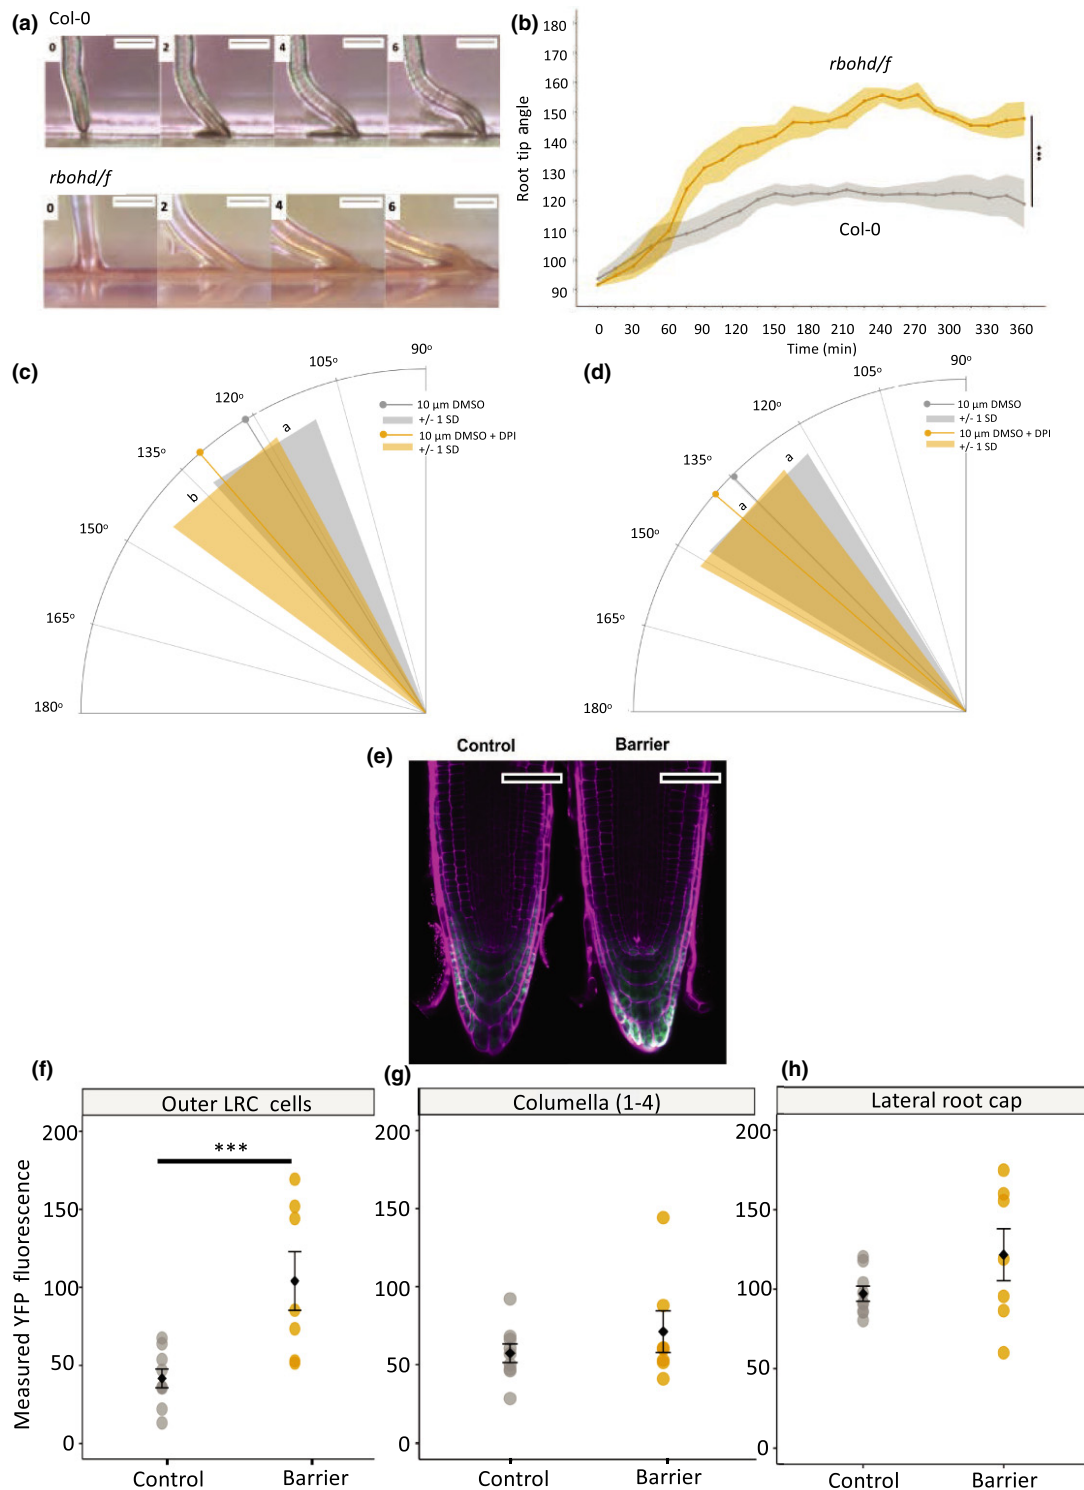 (a)
Col-0
0
2
4
6
rbohd/f
0
2
4
6
(b)
180
170
160
150
140
130
120
110
100
90
Root tip angle
rbohd/f
Col-0
***
0 30 60 90 120 150 180 210 240 270 300 330 360
Time (min)
(c)
90°
105°
120°
135°
150°
165°
180°
a
b
10 µm DMSO
+/- 1 SD
10 µm DMSO + DPI
+/- 1 SD
(d)
90°
105°
120°
135°
150°
165°
180°
a
a
10 µm DMSO
+/- 1 SD
10 µm DMSO + DPI
+/- 1 SD
(e)
Control Barrier
(f)
Outer LRC cells
Measured YFP fluorescence
200
150
100
50
0
***
Control Barrier
(g)
Columella (1-4)
200
150
100
50
0
Control Barrier
(h)
Lateral root cap
200
150
100
50
0
Control Barrier